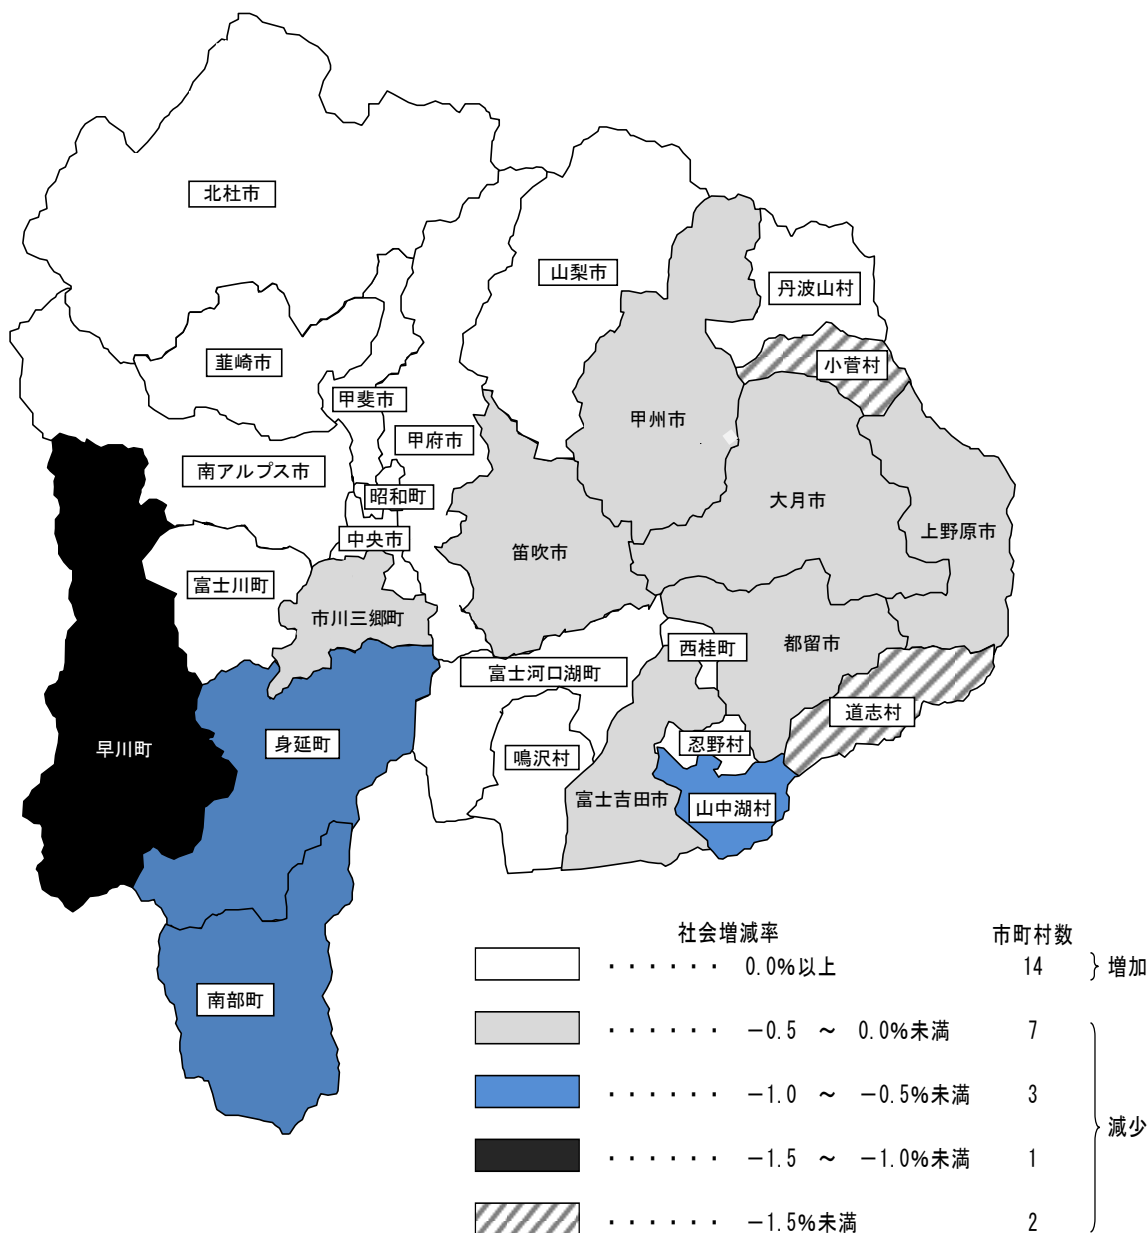 北杜市
山梨市
丹波山村
韮崎市
小菅村
甲斐市
甲州市
甲府市
南アルプス市
昭和町
大月市
中央市
上野原市
笛吹市
富士川町
市川三郷町
西桂町
都留市
富士河口湖町
道志村
身延町
忍野村
早川町
鳴沢村
富士吉田市
山中湖村
南部町
社会増減率 市町村数
・・・・・・ 0.0%以上 14 増加
・・・・・・ －0.5 ～ 0.0%未満 7
・・・・・・ －1.0 ～ －0.5%未満 3
減少
・・・・・・ －1.5 ～ －1.0%未満 1
・・・・・・ －1.5%未満 2